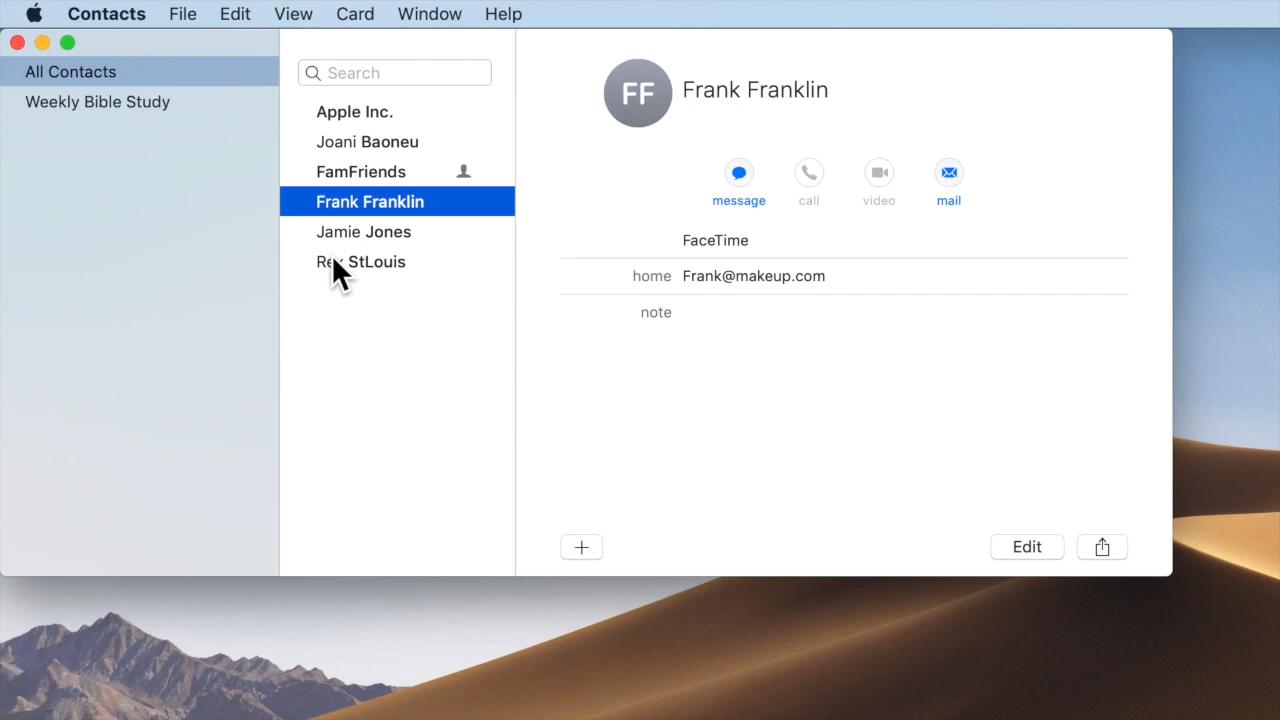 Contacts File Edit View Card Window Help
All Contacts
Weekly Bible Study
Search
Apple Inc.
Joani Baoneu
FamFriends
Frank Franklin
Jamie Jones
StLouis
FF Frank Franklin
message call video mail
FaceTime
home Frank@makeup.com
note
Edit